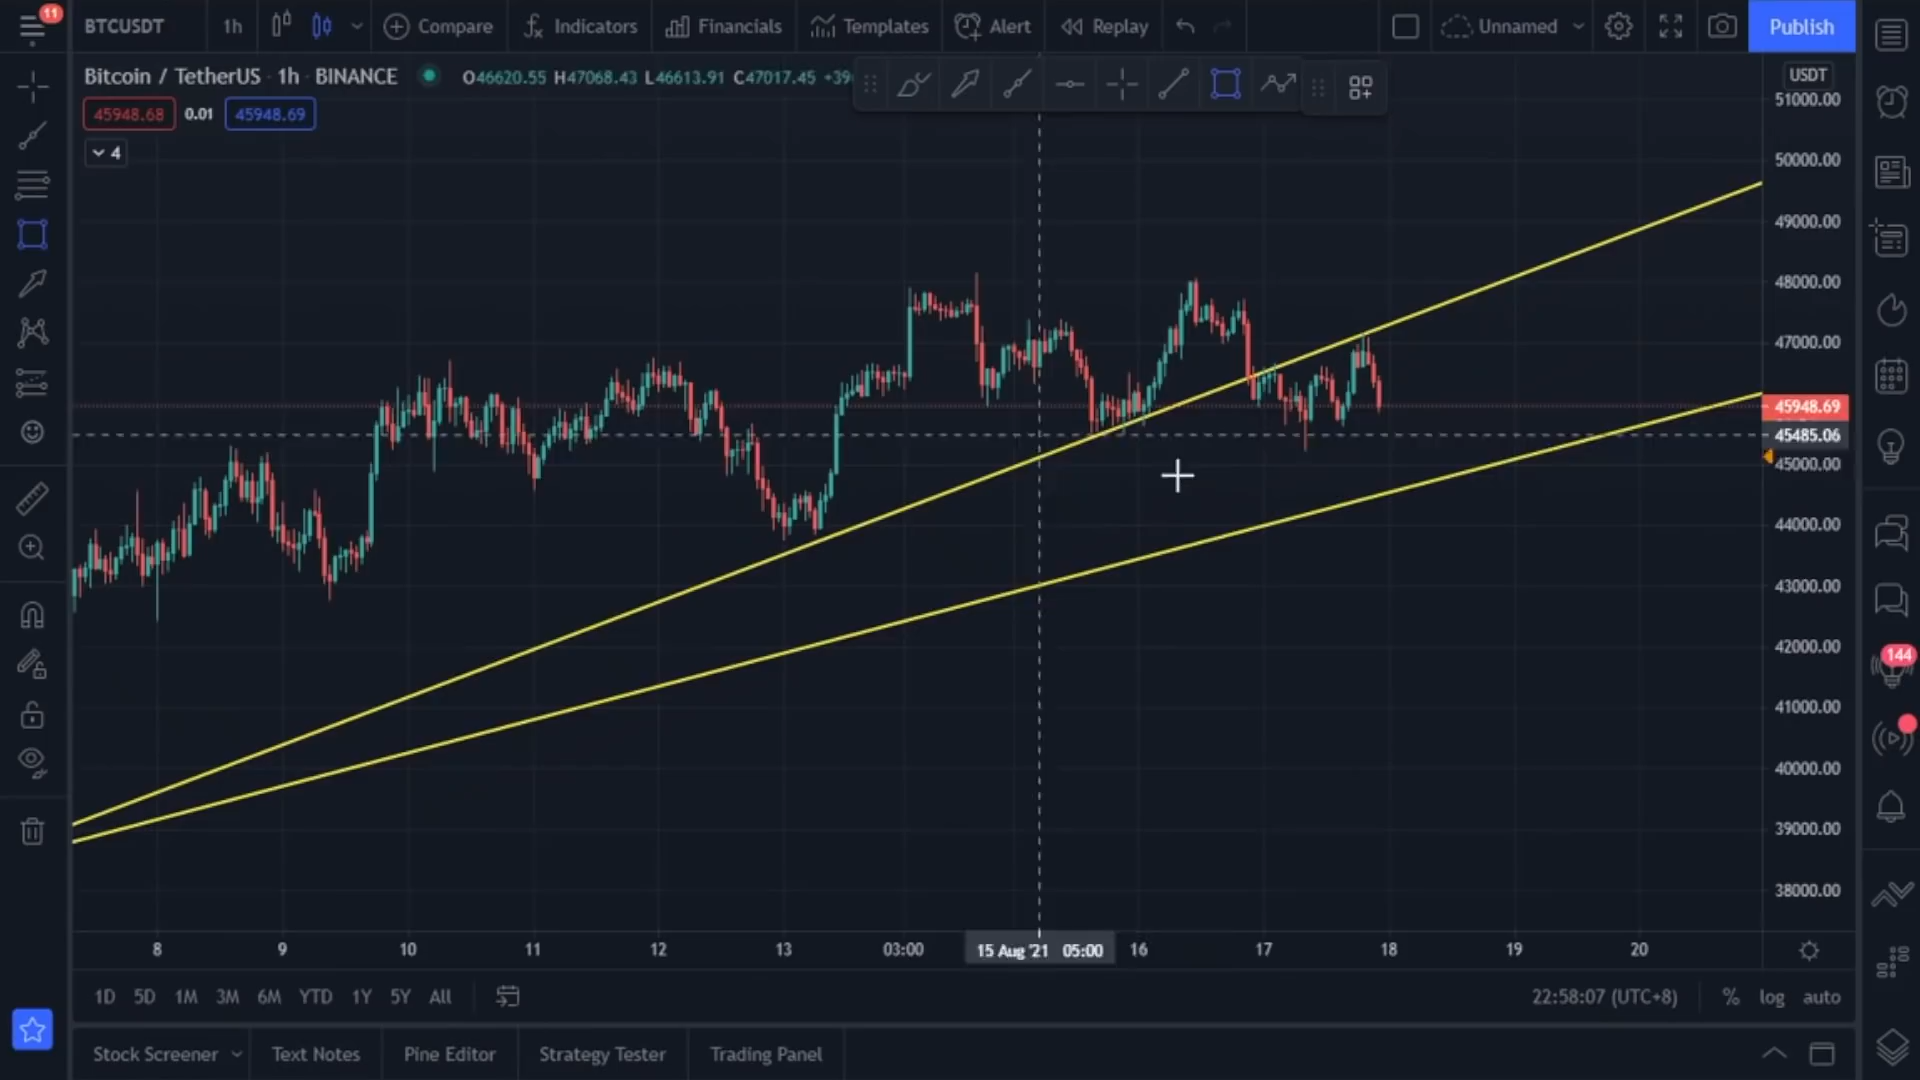 11
BTCUSDT 1h Compare Indicators Financials Templates Alert Replay Unnamed Publish
Bitcoin / TetherUS · 1h · BINANCE O46620.55 H47068.43 L46613.91 C47017.45 +39
45948.68 0.01 45948.69
4
USDT
51000.00
50000.00
49000.00
48000.00
47000.00
45948.69
45485.06
45000.00
44000.00
43000.00
42000.00
41000.00
40000.00
39000.00
38000.00
144
8 9 10 11 12 13 03:00 15 Aug '21 05:00 16 17 18 19 20
1D 5D 1M 3M 6M YTD 1Y 5Y All 22:58:07 (UTC+8) % log auto
Stock Screener Text Notes Pine Editor Strategy Tester Trading Panel